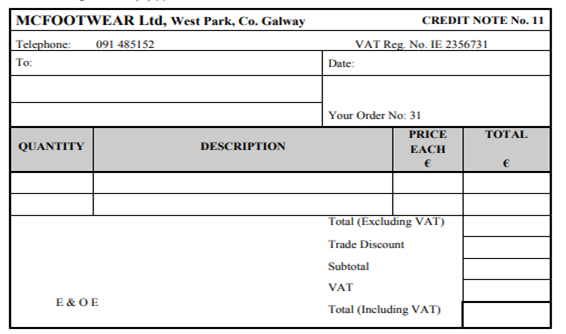 MCFOOTWEAR Ltd, West Park, Co. Galway CREDIT NOTE No. 11
Telephone: 091 485152 VAT Reg. No. IE 2356731
To: Date:
Your Order No: 31
QUANTITY DESCRIPTION PRICE EACH € TOTAL €
Total (Excluding VAT)
Trade Discount
Subtotal
VAT
E & O E
Total (Including VAT)